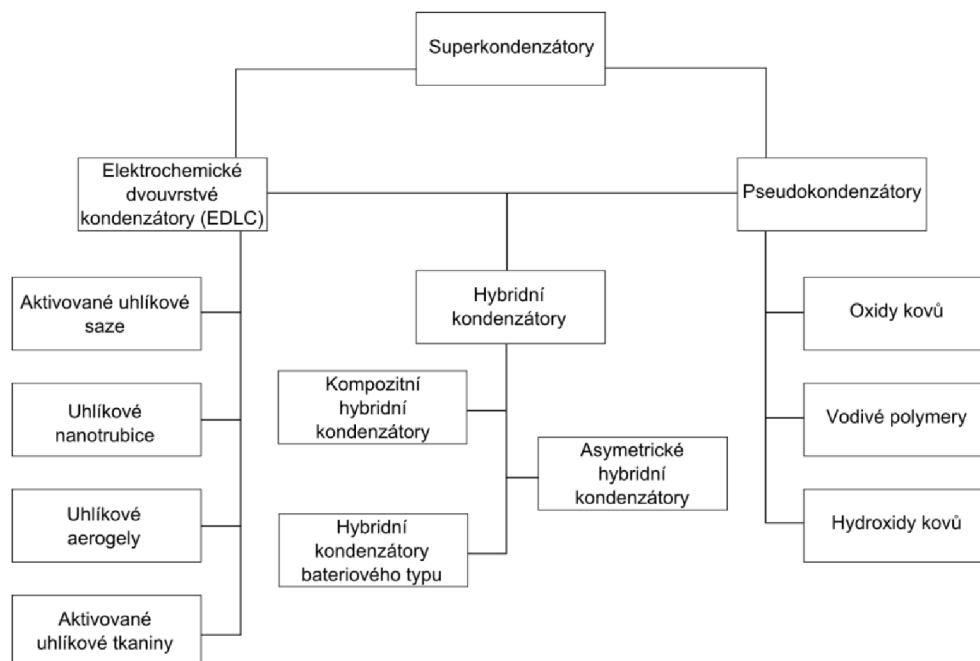 Superkondenzátory
Elektrochemické
dvouvrstvé
kondenzátory (EDLC)
Pseudokondenzátory
Aktivované uhlíkové
saze
Hybridní
kondenzátory
Oxidy kovů
Uhlíkové
nanotrubice
Kompozitní
hybridní
kondenzátory
Vodivé polymery
Asymetrické
hybridní
kondenzátory
Uhlíkové
aerogely
Hybridní
kondenzátory
bateriového typu
Hydroxidy kovů
Aktivované
uhlíkové tkaniny